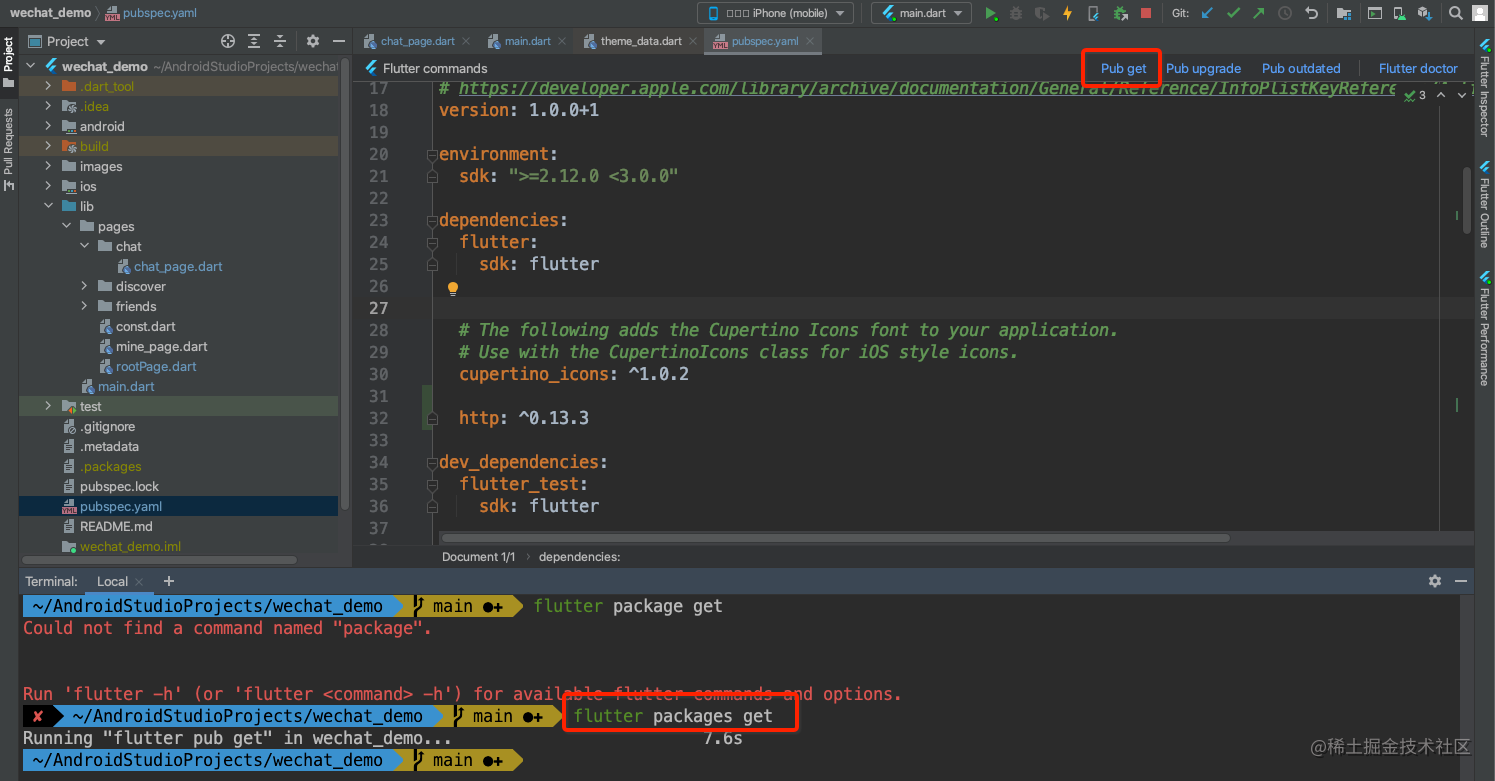 wechat_demo pubspec.yaml
iPhone (mobile) main.dart Git:
Project
chat_page.dart main.dart theme_data.dart pubspec.yaml
Flutter commands Pub get Pub upgrade Pub outdated Flutter doctor
Project
Pull Requests
wechat_demo ~/AndroidStudioProjects/wechat
.dart_tool
.idea
android
build
images
ios
lib
pages
chat
chat_page.dart
discover
friends
const.dart
mine_page.dart
rootPage.dart
main.dart
test
.gitignore
.metadata
.packages
pubspec.lock
pubspec.yaml
README.md
wechat_demo.iml
17 # https://developer.apple.com/library/archive/documentation/General/Reference/InfoPlistKeyRefere
3
18 version: 1.0.0+1
19
20 environment:
21 sdk: ">=2.12.0 <3.0.0"
22
23 dependencies:
24 flutter:
25 sdk: flutter
26
27
28 # The following adds the Cupertino Icons font to your application.
29 # Use with the CupertinoIcons class for iOS style icons.
30 cupertino_icons: ^1.0.2
31
32 http: ^0.13.3
33
34 dev_dependencies:
35 flutter_test:
36 sdk: flutter
37
Document 1/1 › dependencies:
Flutter Inspector
Flutter Outline
Flutter Performance
Terminal: Local
~/AndroidStudioProjects/wechat_demo main ●+ flutter package get
Could not find a command named "package".
Run 'flutter -h' (or 'flutter <command> -h') for available flutter commands and options.
✘ ~/AndroidStudioProjects/wechat_demo main ●+ flutter packages get
Running "flutter pub get" in wechat_demo... 7.6s
~/AndroidStudioProjects/wechat_demo main ●+
@稀土掘金技术社区